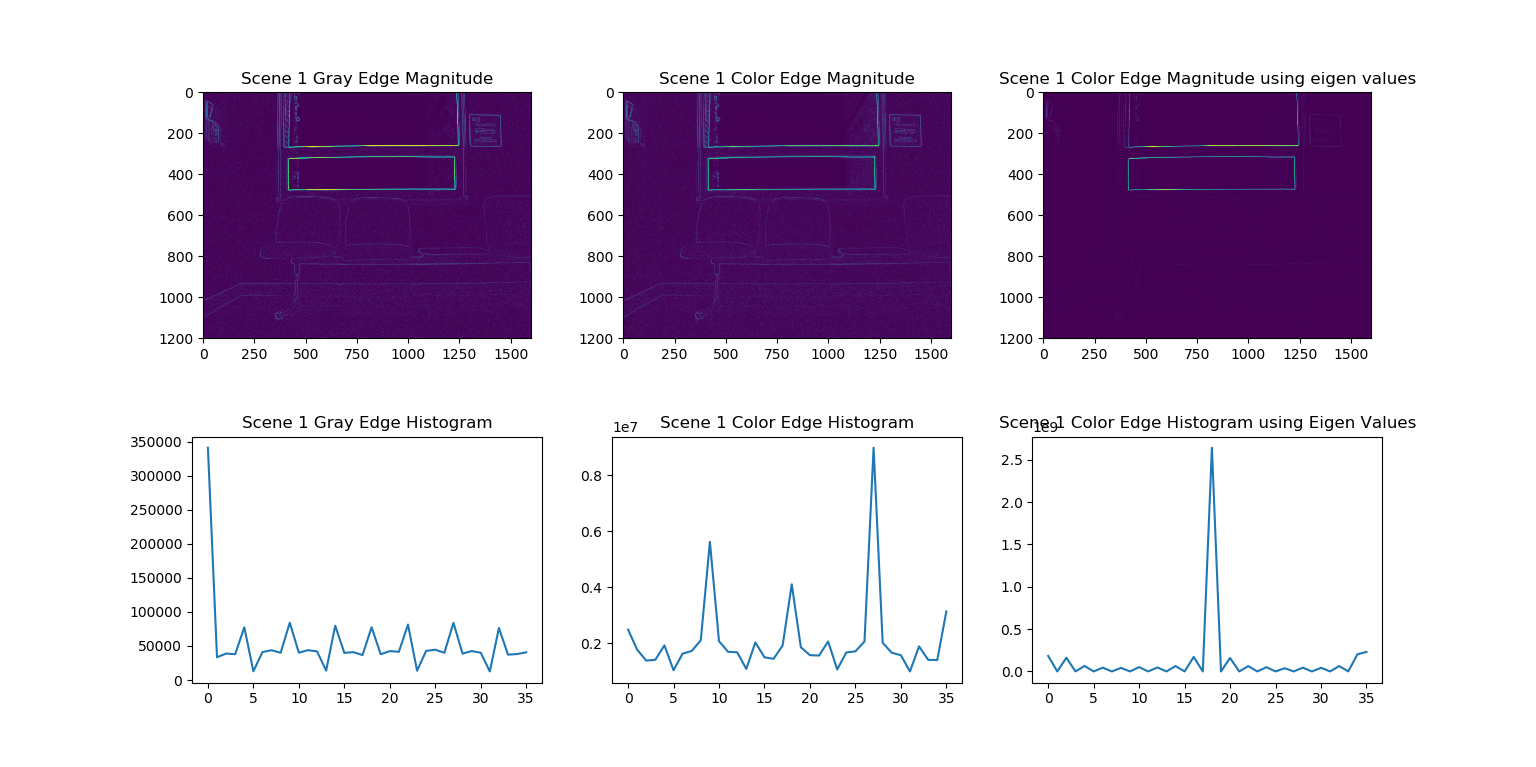 Scene 1 Gray Edge Magnitude
0
200
400
600
800
1000
1200
0 250 500 750 1000 1250 1500
Scene 1 Color Edge Magnitude
0
200
400
600
800
1000
1200
0 250 500 750 1000 1250 1500
Scene 1 Color Edge Magnitude using eigen values
0
200
400
600
800
1000
1200
0 250 500 750 1000 1250 1500
Scene 1 Gray Edge Histogram
350000
300000
250000
200000
150000
100000
50000
0
0 5 10 15 20 25 30 35
Scene 1 Color Edge Histogram
1e7
0.8
0.6
0.4
0.2
0 5 10 15 20 25 30 35
Scene 1 Color Edge Histogram using Eigen Values
1e9
2.5
2.0
1.5
1.0
0.5
0.0
0 5 10 15 20 25 30 35